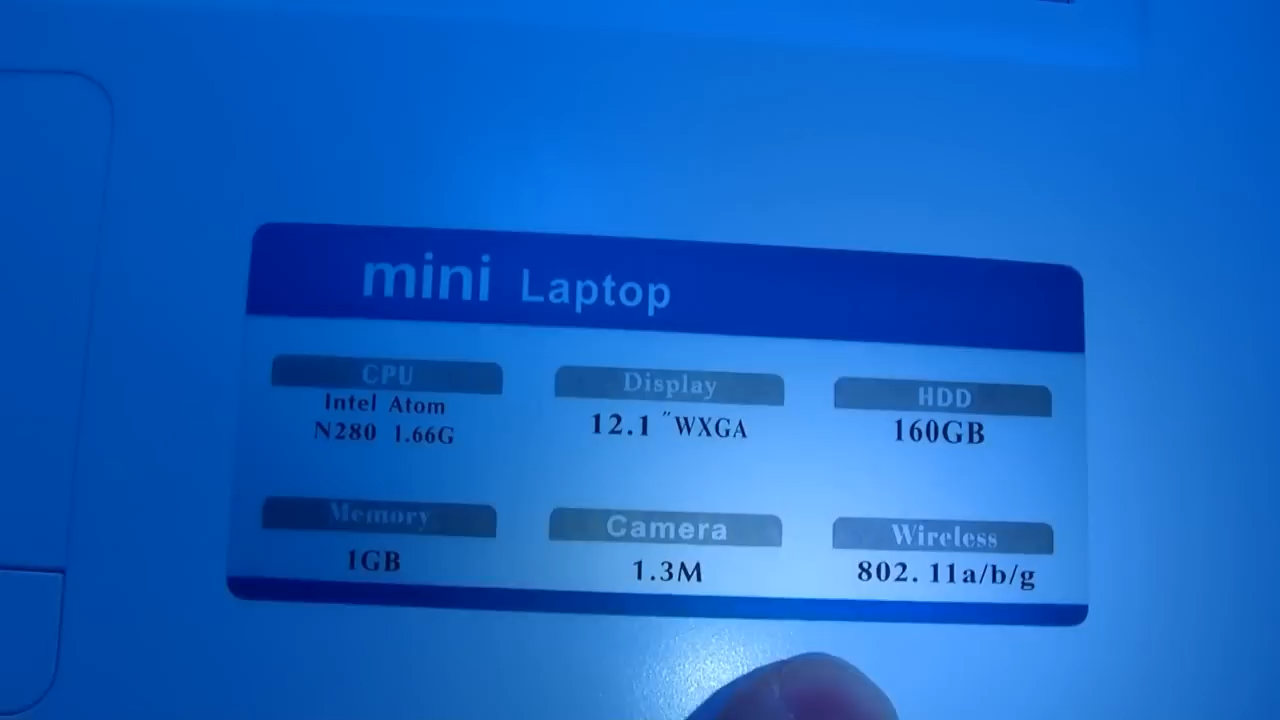 mini Laptop
CPU
Intel Atom
N280 1.66G
Display
12.1"WXGA
HDD
160GB
Memory
1GB
Camera
1.3M
Wireless
802.11a/b/g